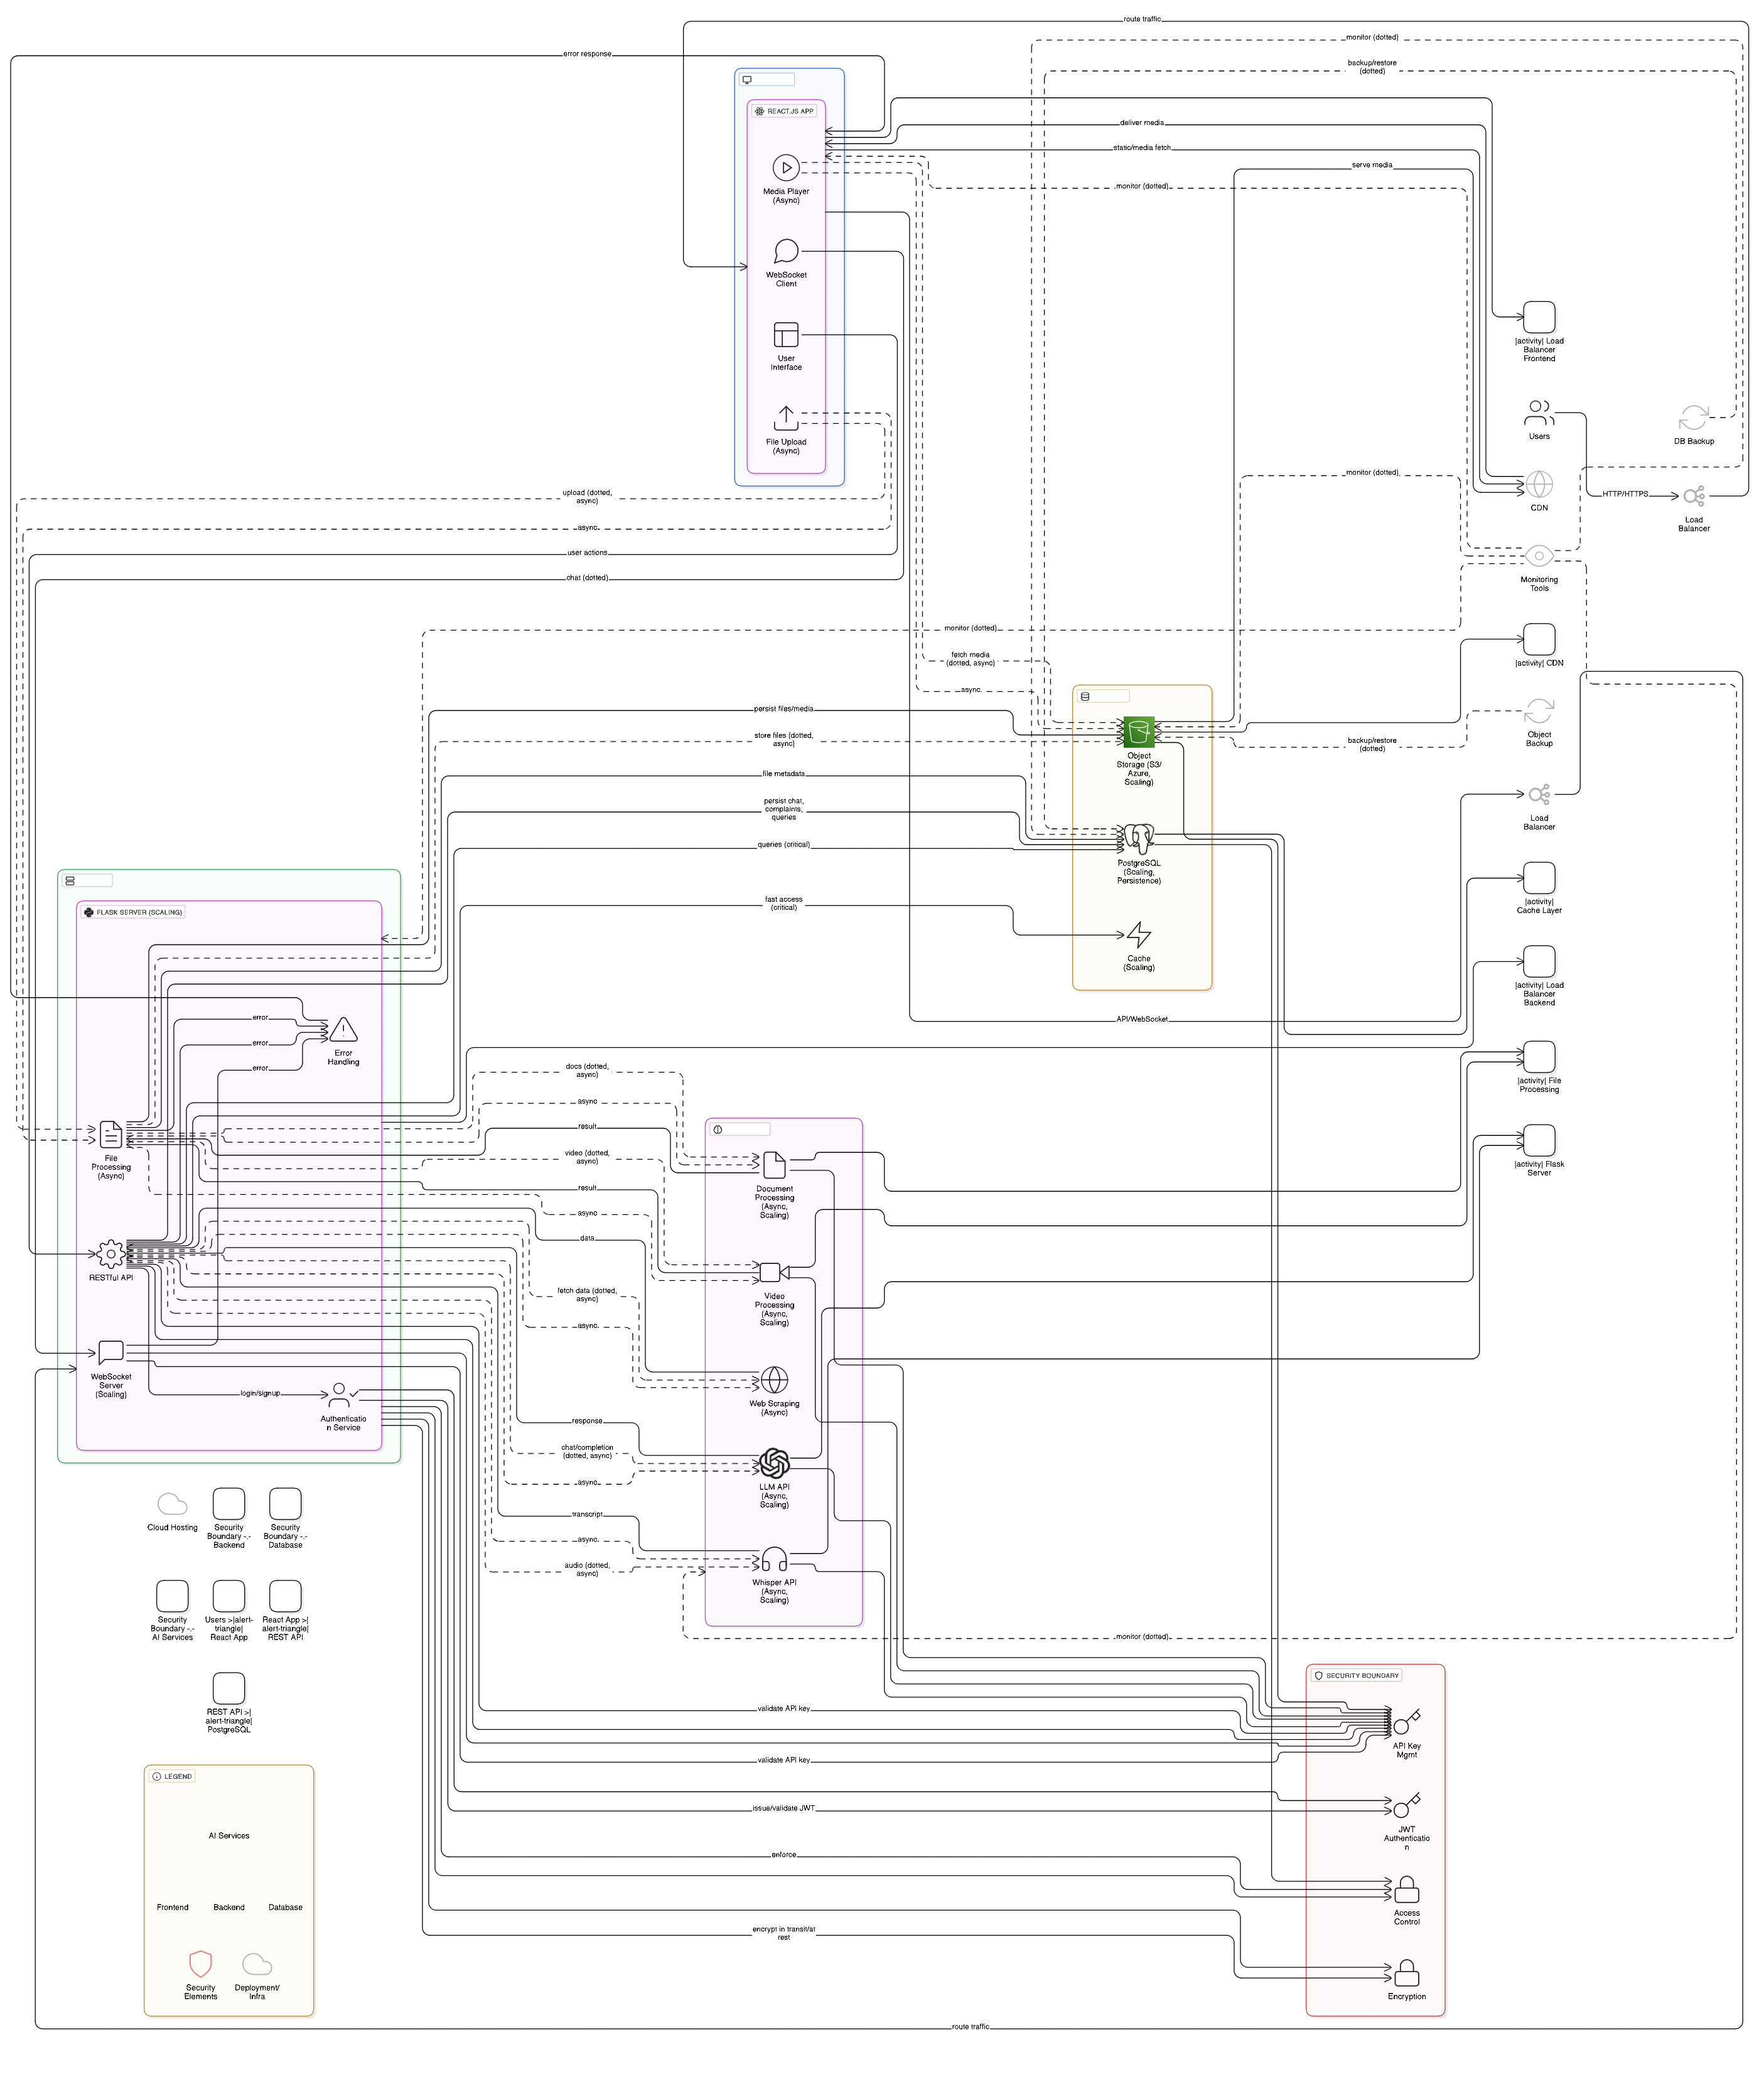 route traffic
monitor (dotted)
error response
backup/restore
(dotted)
REACT.JS APP
deliver media
static/media fetch
serve media
monitor (dotted)
Media Player
(Async)
WebSocket
Client
User
Interface
File Upload
(Async)
|activity| Load
Balancer
Frontend
Users
DB Backup
CDN
HTTP/HTTPS
Load
Balancer
monitor (dotted)
upload (dotted,
async)
async
user actions
chat (dotted)
Monitoring
Tools
monitor (dotted)
fetch media
(dotted, async)
async
|activity| CDN
persist files/media
store files (dotted,
async)
Object
Storage (S3/
Azure,
Scaling)
backup/restore
(dotted)
Object
Backup
file metadata
persist chat,
complaints,
queries
queries (critical)
PostgreSQL
(Scaling,
Persistence)
Load
Balancer
fast access
(critical)
Cache
(Scaling)
|activity|
Cache Layer
|activity| Load
Balancer
Backend
API/WebSocket
FLASK SERVER (SCALING)
error
error
error
Error
Handling
docs (dotted,
async)
async
result
video (dotted,
async)
result
async
data
fetch data (dotted,
async)
async
|activity| File
Processing
|activity| Flask
Server
File
Processing
(Async)
RESTful API
WebSocket
Server
(Scaling)
login/signup
Authenticatio
n Service
Document
Processing
(Async,
Scaling)
Video
Processing
(Async,
Scaling)
Web Scraping
(Async)
response
chat/completion
(dotted, async)
async
LLM API
(Async,
Scaling)
transcript
async
audio (dotted,
async)
Whisper API
(Async,
Scaling)
monitor (dotted)
Cloud Hosting
Security
Boundary -.-
Backend
Security
Boundary -.-
Database
Security
Boundary -.-
AI Services
Users >|alert-
triangle|
React App
React App >|
alert-triangle|
REST API
REST API >|
alert-triangle|
PostgreSQL
SECURITY BOUNDARY
validate API key
validate API key
API Key
Mgmt
issue/validate JWT
JWT
Authenticatio
n
enforce
Access
Control
encrypt in transit/at
rest
Encryption
LEGEND
AI Services
Frontend
Backend
Database
Security
Elements
Deployment/
Infra
route traffic